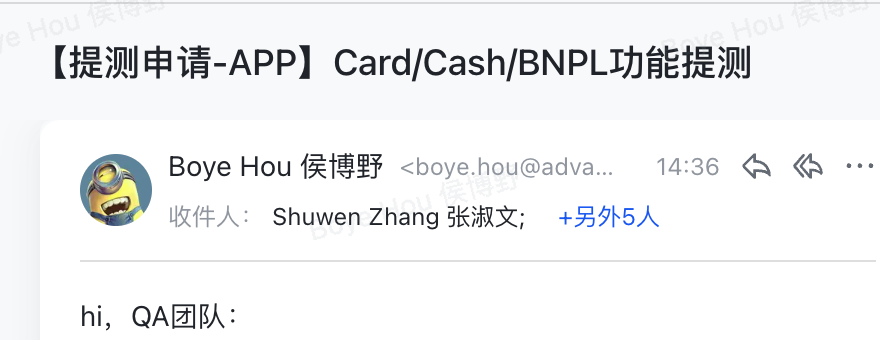 【提测申请-APP】Card/Cash/BNPL功能提测
Boye Hou 侯博野 <boye.hou@adva... 14:36
收件人： Shuwen Zhang 张淑文; +另外5人
hi，QA团队：
ye Hou 侯博野
Boye Hou 侯博野
Boye Hou 侯博野